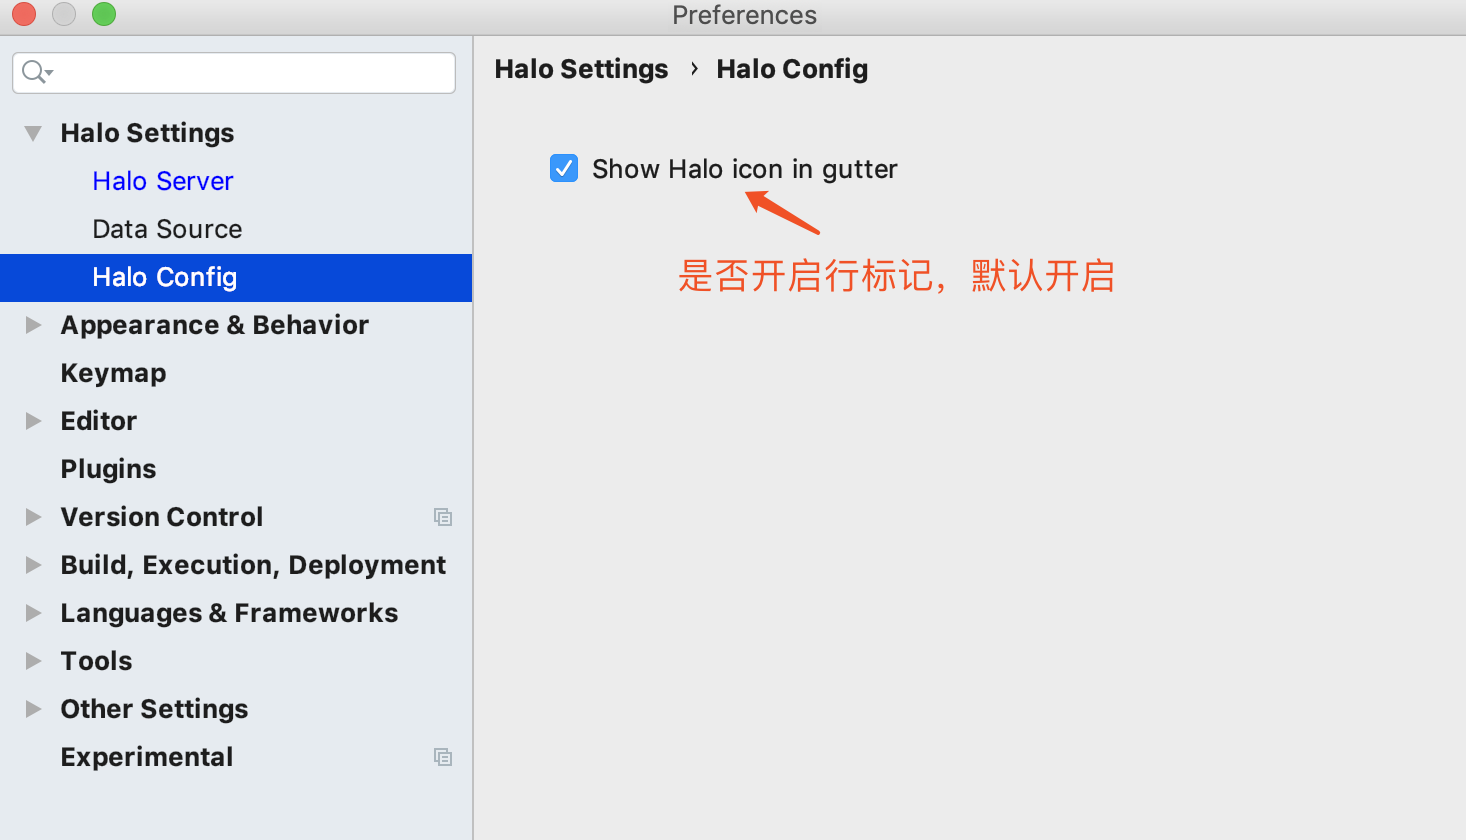 Preferences
Halo Settings › Halo Config
Halo Settings
Halo Server
Data Source
Halo Config
Appearance & Behavior
Keymap
Editor
Plugins
Version Control
Build, Execution, Deployment
Languages & Frameworks
Tools
Other Settings
Experimental
Show Halo icon in gutter
是否开启行标记，默认开启